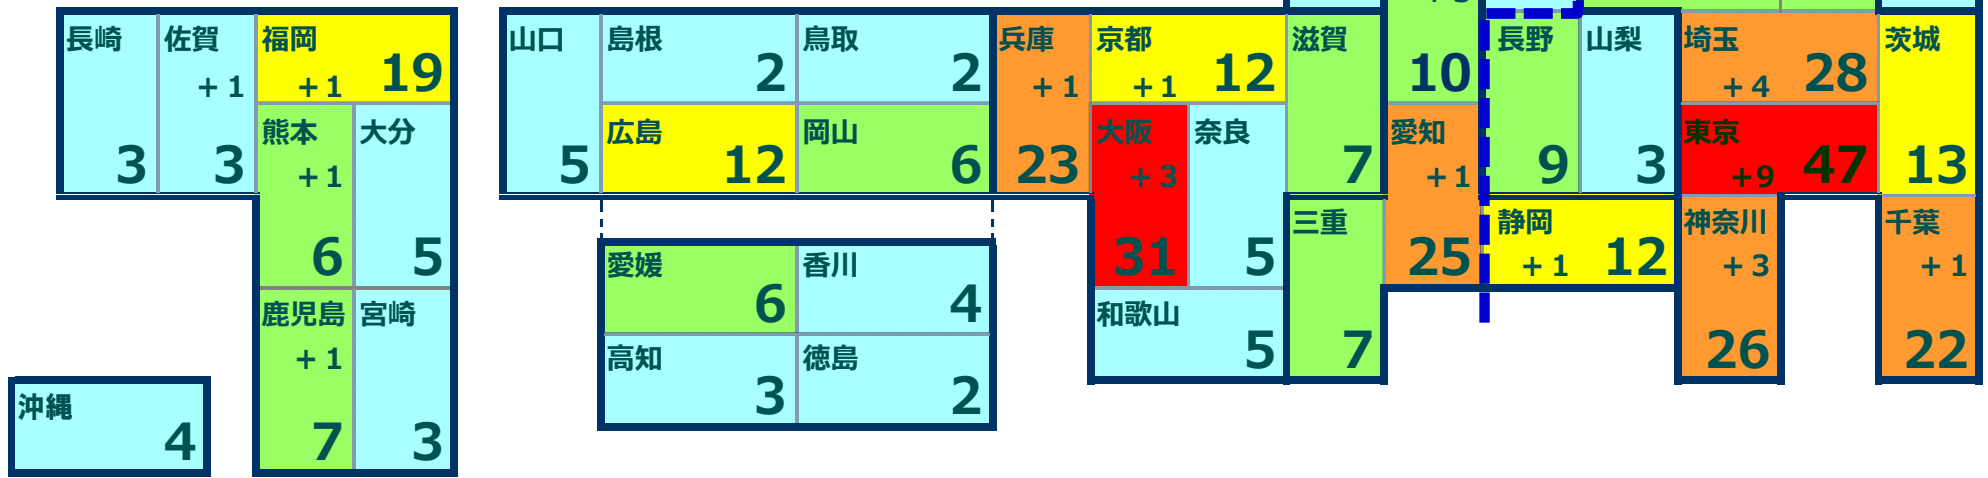 長崎
3
佐賀
+1
3
福岡
+1 19
熊本
+1
6
大分
5
鹿児島
+1
7
宮崎
3
沖縄
4
山口
5
島根
2
鳥取
2
広島
12
岡山
6
愛媛
6
香川
4
高知
3
徳島
2
兵庫
+1
23
京都
+1 12
大阪
+3
31
奈良
5
和歌山
5
滋賀
7
三重
7
10
愛知
+1
25
長野
9
山梨
3
静岡
+1 12
埼玉
+4 28
東京
+9 47
神奈川
+3
26
茨城
13
千葉
+1
22